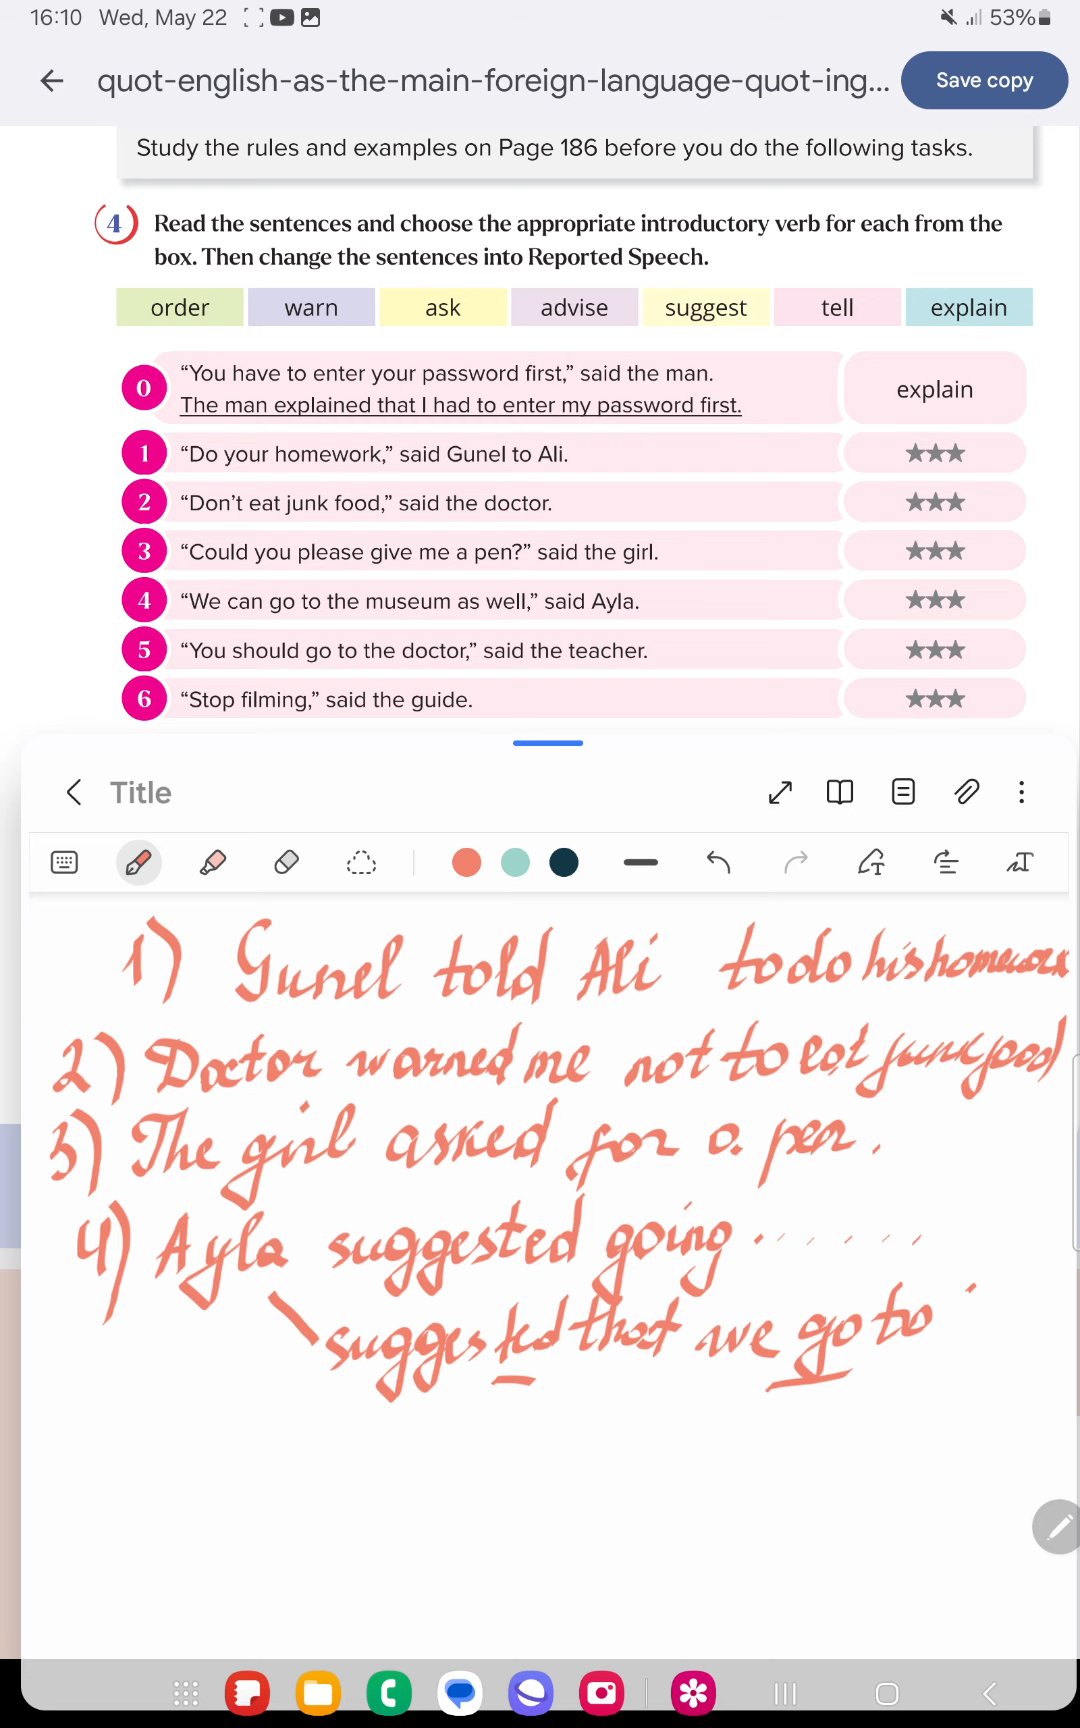 16:10 Wed, May 22 53%
quot-english-as-the-main-foreign-language-quot-ing... Save copy
Study the rules and examples on Page 186 before you do the following tasks.
4 Read the sentences and choose the appropriate introductory verb for each from the
box. Then change the sentences into Reported Speech.
order warn ask advise suggest tell explain
0 “You have to enter your password first,” said the man.
The man explained that I had to enter my password first. explain
1 “Do your homework,” said Gunel to Ali. ★★★
2 “Don’t eat junk food,” said the doctor. ★★★
3 “Could you please give me a pen?” said the girl. ★★★
4 “We can go to the museum as well,” said Ayla. ★★★
5 “You should go to the doctor,” said the teacher. ★★★
6 “Stop filming,” said the guide. ★★★
Title
1) Gunel told Ali to do his homework
2) Doctor warned me not to eat junk food
3) The girl asked for a pen.
4) Ayla suggested going . . . . . .
suggested that we go to .